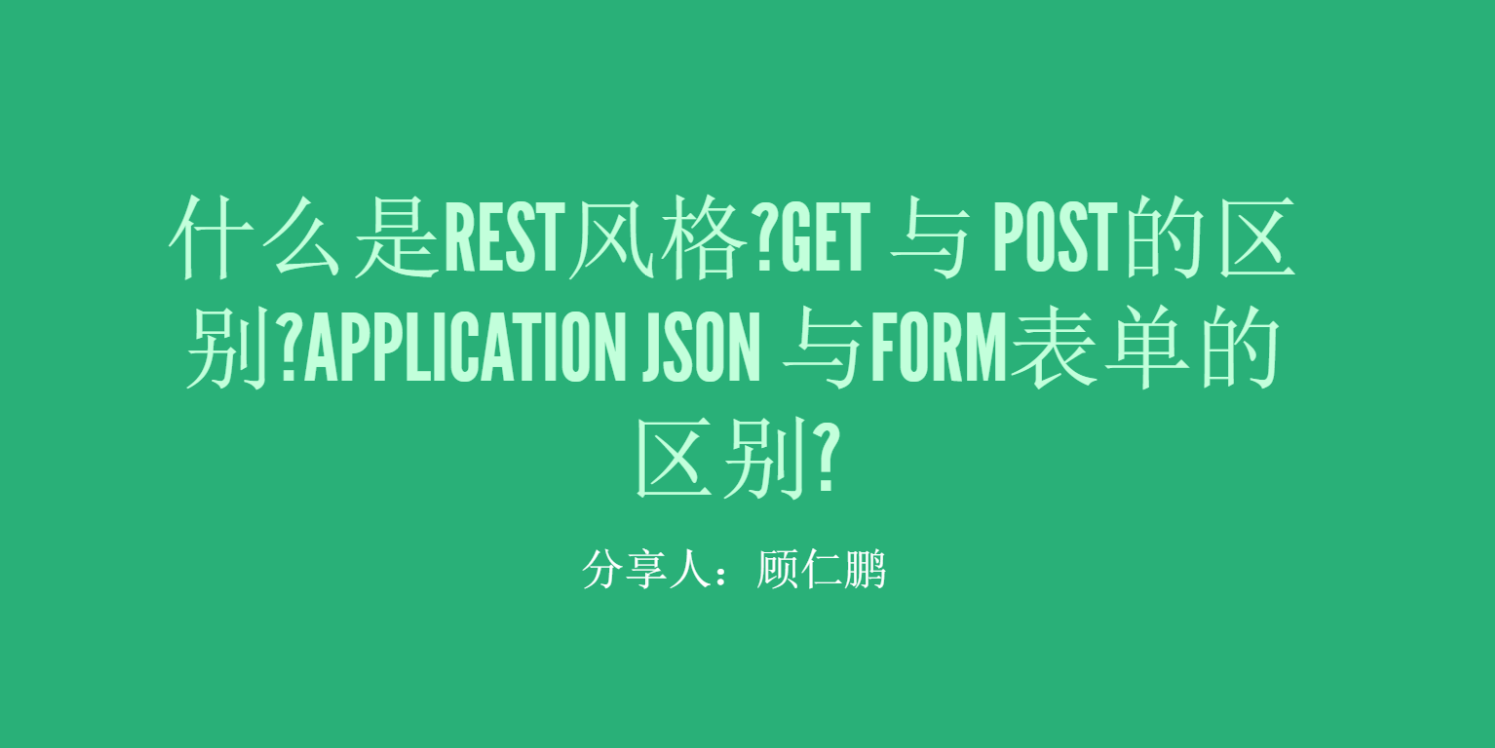 什么是REST风格?GET 与 POST的区
别?APPLICATION JSON 与FORM表单的
区别?
分享人：顾仁鹏